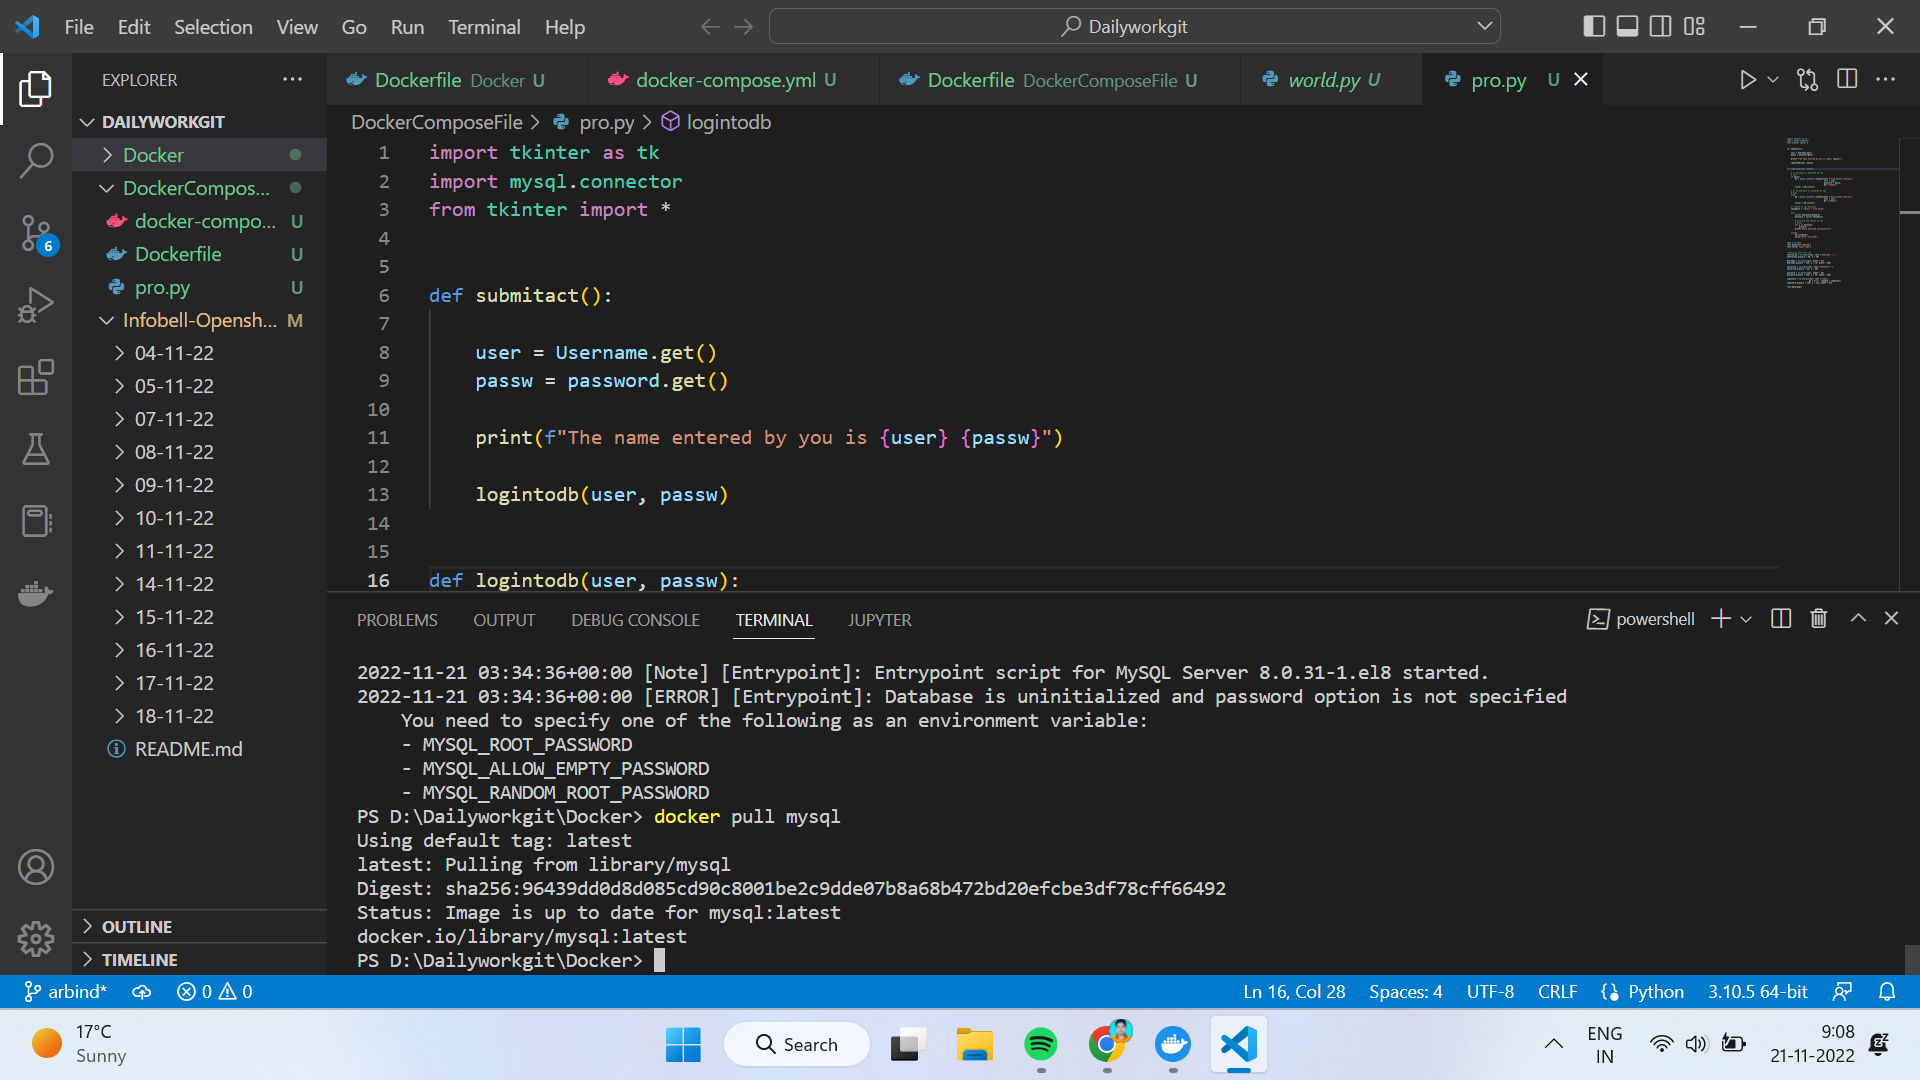 File Edit Selection View Go Run Terminal Help
Dailyworkgit
EXPLORER
DAILYWORKGIT
Docker
DockerCompos...
docker-compo... U
Dockerfile U
pro.py U
Infobell-Opensh... M
04-11-22
05-11-22
07-11-22
08-11-22
09-11-22
10-11-22
11-11-22
14-11-22
15-11-22
16-11-22
17-11-22
18-11-22
README.md
OUTLINE
TIMELINE
6
Dockerfile Docker U
docker-compose.yml U
Dockerfile DockerComposeFile U
world.py U
pro.py U
DockerComposeFile > pro.py > logintodb
1 import tkinter as tk
2 import mysql.connector
3 from tkinter import *
4
5
6 def submitact():
7
8 user = Username.get()
9 passw = password.get()
10
11 print(f"The name entered by you is {user} {passw}")
12
13 logintodb(user, passw)
14
15
16 def logintodb(user, passw):
PROBLEMS OUTPUT DEBUG CONSOLE TERMINAL JUPYTER
powershell
2022-11-21 03:34:36+00:00 [Note] [Entrypoint]: Entrypoint script for MySQL Server 8.0.31-1.el8 started.
2022-11-21 03:34:36+00:00 [ERROR] [Entrypoint]: Database is uninitialized and password option is not specified
You need to specify one of the following as an environment variable:
- MYSQL_ROOT_PASSWORD
- MYSQL_ALLOW_EMPTY_PASSWORD
- MYSQL_RANDOM_ROOT_PASSWORD
PS D:\Dailyworkgit\Docker> docker pull mysql
Using default tag: latest
latest: Pulling from library/mysql
Digest: sha256:96439dd0d8d085cd90c8001be2c9dde07b8a68b472bd20efcbe3df78cff66492
Status: Image is up to date for mysql:latest
docker.io/library/mysql:latest
PS D:\Dailyworkgit\Docker>
arbind* 0 0
Ln 16, Col 28 Spaces: 4 UTF-8 CRLF Python 3.10.5 64-bit
17°C
Sunny
Search
ENG
IN
9:08
21-11-2022